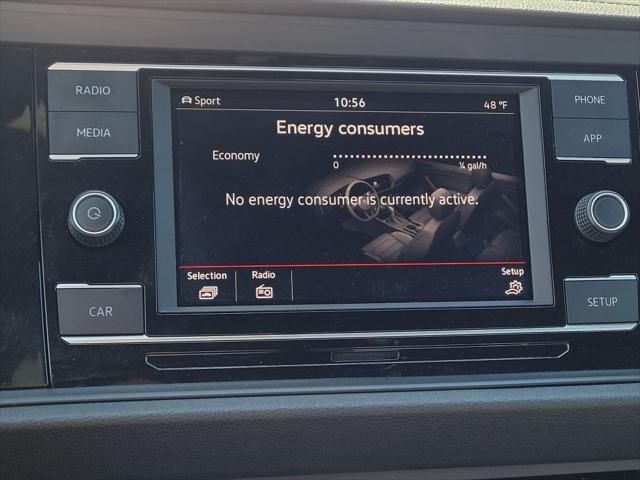 RADIO
MEDIA
CAR
Sport 10:56 48 °F
Energy consumers
Economy
0 ¼ gal/h
No energy consumer is currently active.
Selection Radio Setup
PHONE
APP
SETUP